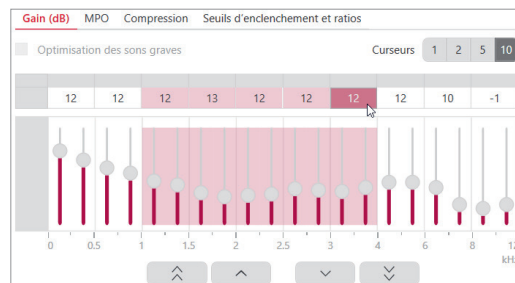 Gain (dB) MPO Compression Seuils d'enclenchement et ratios
Optimisation des sons graves Curseurs 1 2 5 10
12 12 12 13 12 12 12 12 10 -1
0 0.5 1 1.5 2 2.5 3 4 6 8 12
kHz